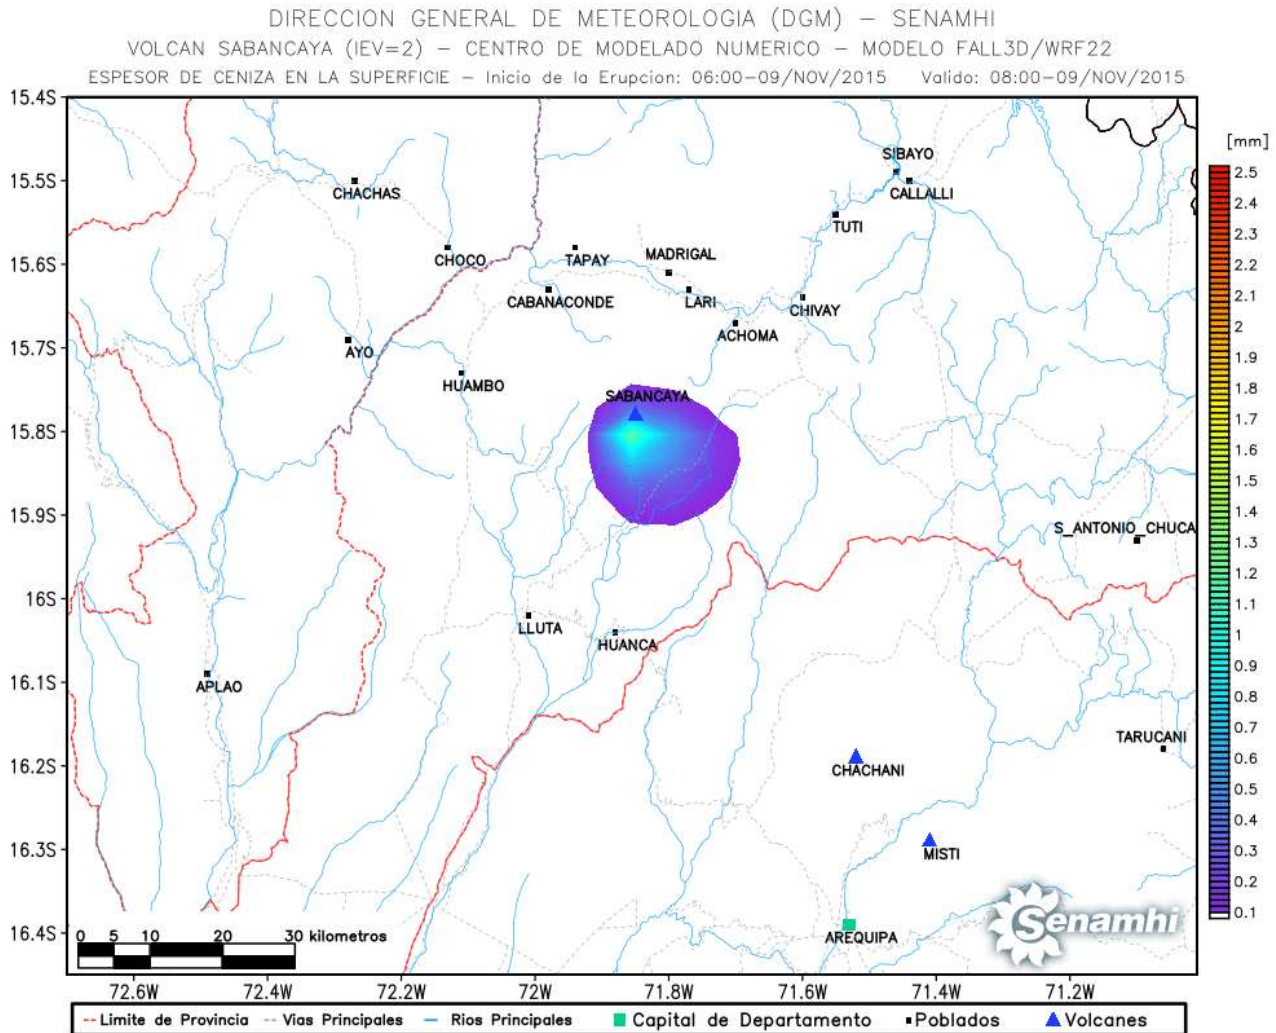 DIRECCION GENERAL DE METEOROLOGIA (DGM) – SENAMHI
VOLCAN SABANCAYA (IEV=2) – CENTRO DE MODELADO NUMERICO – MODELO FALL3D/WRF22
ESPESOR DE CENIZA EN LA SUPERFICIE – Inicio de la Erupcion: 06:00–09/NOV/2015 Valido: 08:00–09/NOV/2015
15.4S
[mm]
SIBAYO
2.5
15.5S
CHACHAS
CALLALLI
2.4
TUTI
2.3
MADRIGAL
15.6S
CHOCO
TAPAY
2.2
CABANACONDE
LARI
CHIVAY
2.1
ACHOMA
2
15.7S
AYO
1.9
HUAMBO
1.8
SABANCAYA
1.7
15.8S
1.6
1.5
1.4
15.9S
S_ANTONIO_CHUCA
1.3
1.2
16S
1.1
LLUTA
HUANCA
1
0.9
16.1S
APLAO
0.8
0.7
TARUCANI
16.2S
CHACHANI
0.6
0.5
0.4
16.3S
MISTI
0.3
0.2
0.1
Senamhi
16.4S
0 5 10 20 30 kilometros
AREQUIPA
72.6W 72.4W 72.2W 72W 71.8W 71.6W 71.4W 71.2W
Limite de Provincia Vias Principales Rios Principales Capital de Departamento Poblados Volcanes